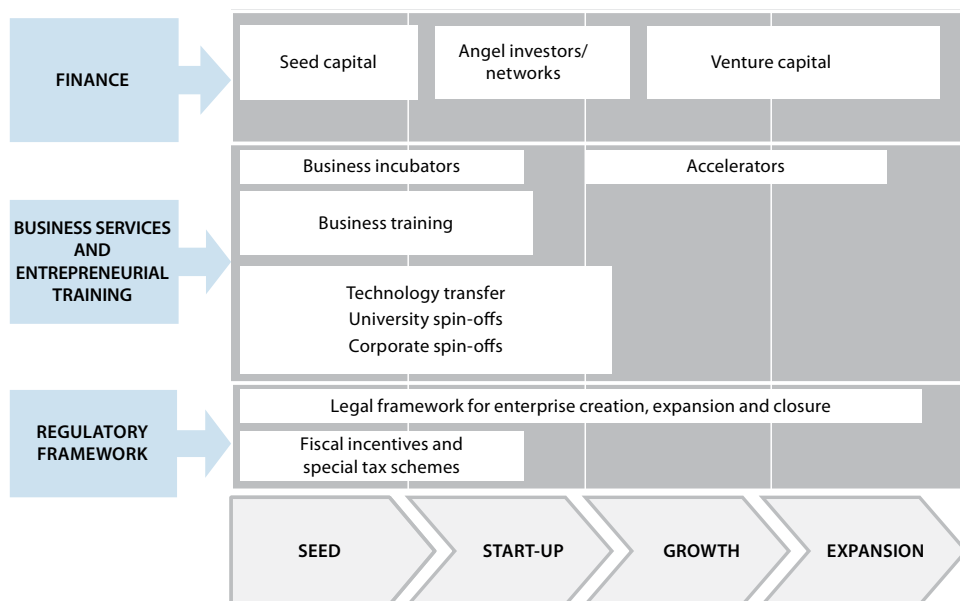 FINANCE
Seed capital
Angel investors/
networks
Venture capital
BUSINESS SERVICES
AND
ENTREPRENEURIAL
TRAINING
Business incubators
Accelerators
Business training
Technology transfer
University spin-offs
Corporate spin-offs
REGULATORY
FRAMEWORK
Legal framework for enterprise creation, expansion and closure
Fiscal incentives and
special tax schemes
SEED
START-UP
GROWTH
EXPANSION